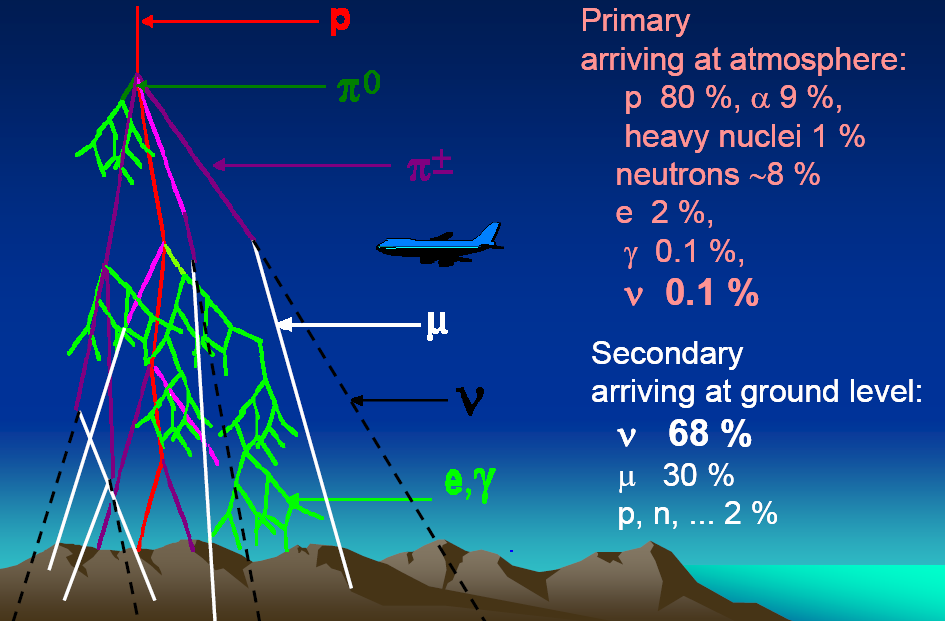 p
π⁰
π±
μ
ν
e,γ
Primary
arriving at atmosphere:
p 80 %, α 9 %,
heavy nuclei 1 %
neutrons ~8 %
e 2 %,
γ 0.1 %,
ν 0.1 %
Secondary
arriving at ground level:
ν 68 %
μ 30 %
p, n, ... 2 %